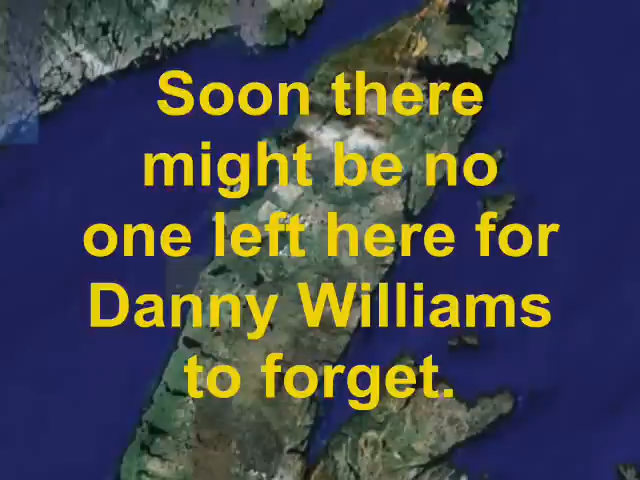 Soon there
might be no
one left here for
Danny Williams
to forget.